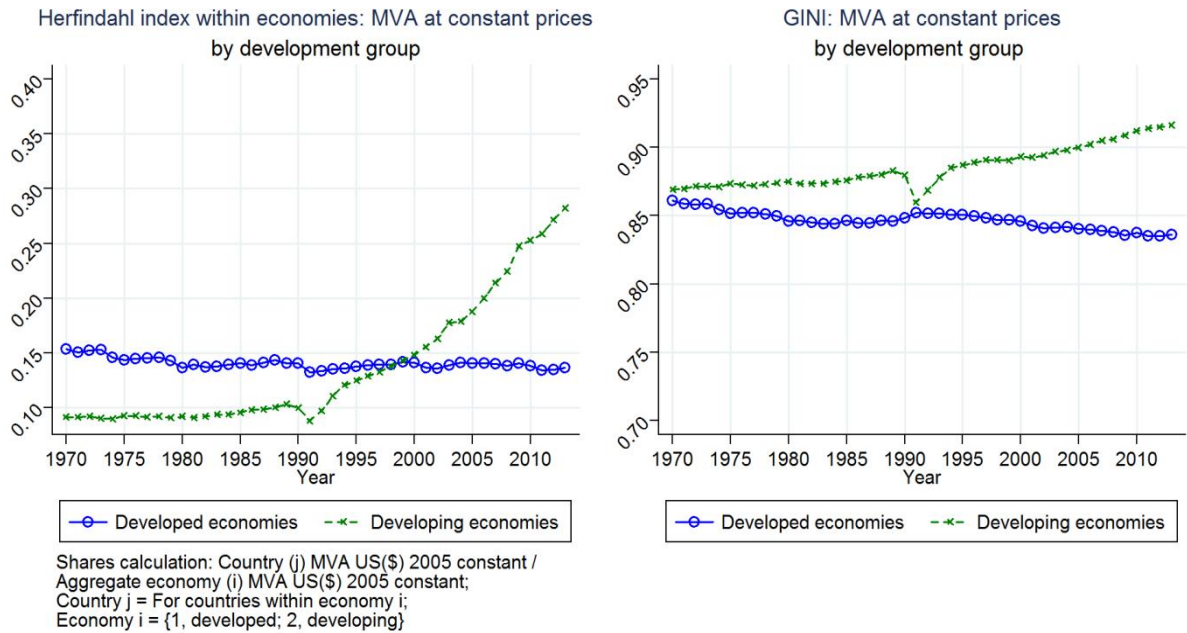 Herfindahl index within economies: MVA at constant prices
by development group
0.40
0.35
0.30
0.25
0.20
0.15
0.10
1970 1975 1980 1985 1990 1995 2000 2005 2010
Year
Developed economies Developing economies
Shares calculation: Country (j) MVA US($) 2005 constant /
Aggregate economy (i) MVA US($) 2005 constant;
Country j = For countries within economy i;
Economy i = {1, developed; 2, developing}
GINI: MVA at constant prices
by development group
0.95
0.90
0.85
0.80
0.75
0.70
1970 1975 1980 1985 1990 1995 2000 2005 2010
Year
Developed economies Developing economies